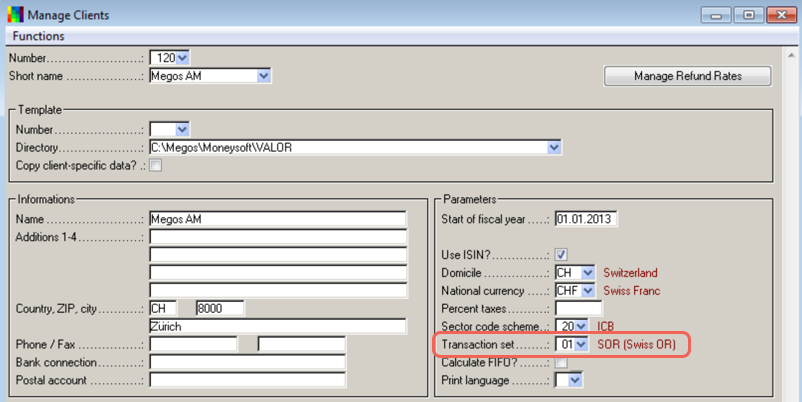 Manage Clients
Functions
Number......................: 120
Short name ...................: Megos AM
Manage Refund Rates
Template
Number......................:
Directory.....................: C:\Megos\Moneysoft\VALOR
Copy client-specific data? .:
Informations
Name .......................: Megos AM
Additions 1-4................:
Country, ZIP, city...........: CH 8000
Zürich
Phone / Fax .................:
Bank connection..............:
Postal account ...............:
Parameters
Start of fiscal year .....: 01.01.2013
Use ISIN?..............: 
Domicile ................: CH Switzerland
National currency .....: CHF Swiss Franc
Percent taxes..........:
Sector code scheme..: 20 ICB
Transaction set........: 01 SOR (Swiss OR)
Calculate FIFO? .......:
Print language..........: